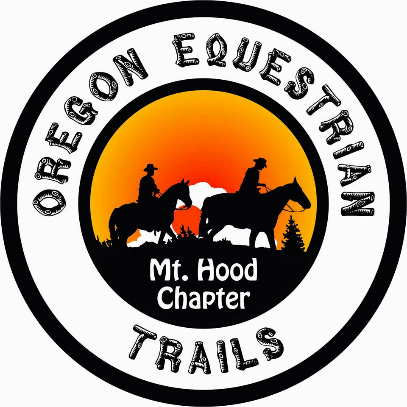 OREGON EQUESTRIAN
Mt. Hood
Chapter
TRAILS